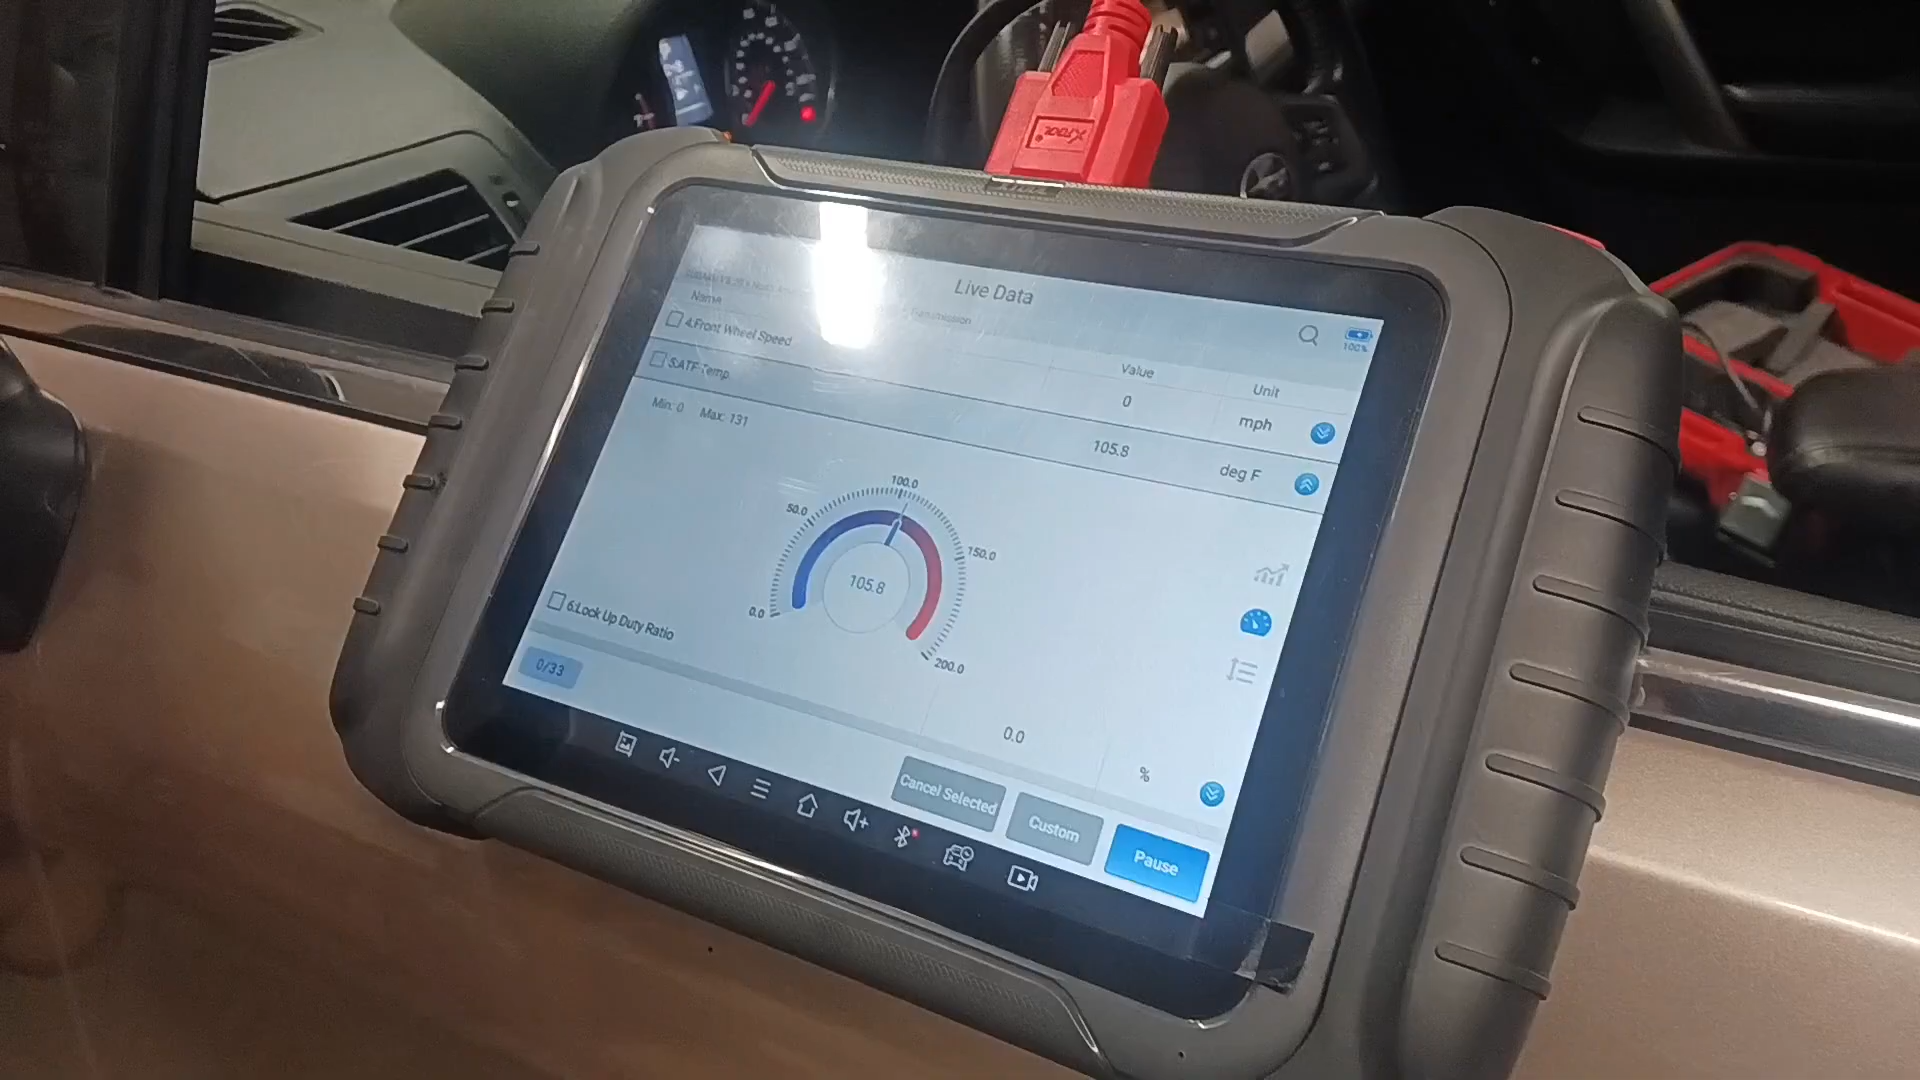 XTOOL
Live Data
100%
Name
Value
Unit
4.Front Wheel Speed
0
mph
5.ATF Temp.
105.8
deg F
Min: 0 Max: 131
0.0
50.0
100.0
150.0
200.0
105.8
6.Lock Up Duty Ratio
0.0
%
0/33
Cancel Selected
Custom
Pause